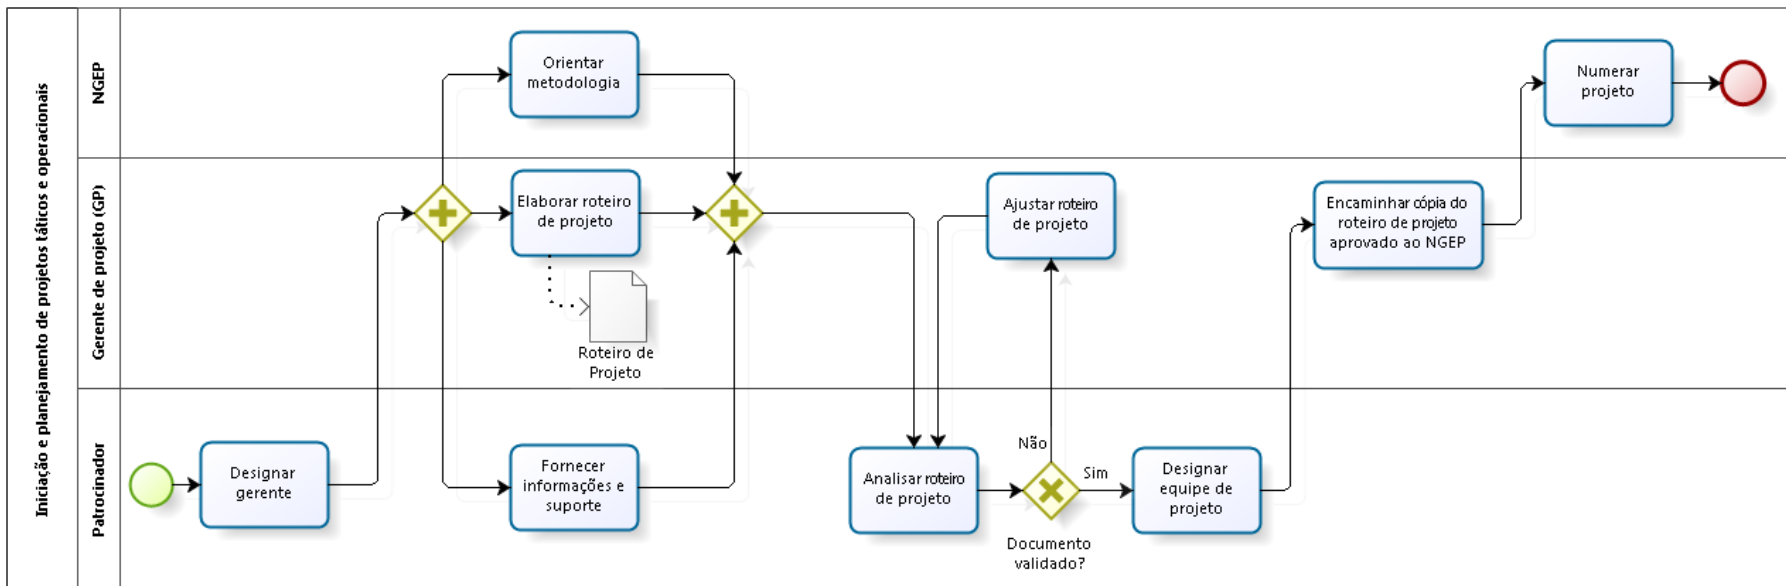 Iniciação e planejamento de projetos táticos e operacionais
NGEP
Orientar
metodologia
Numerar
projeto
Gerente de projeto (GP)
Elaborar roteiro
de projeto
Roteiro de
Projeto
Ajustar roteiro
de projeto
Encaminhar cópia do
roteiro de projeto
aprovado ao NGEP
Patrocinador
Designar
gerente
Fornecer
informações e
suporte
Analisar roteiro
de projeto
Não
Sim
Documento
validado?
Designar
equipe de
projeto